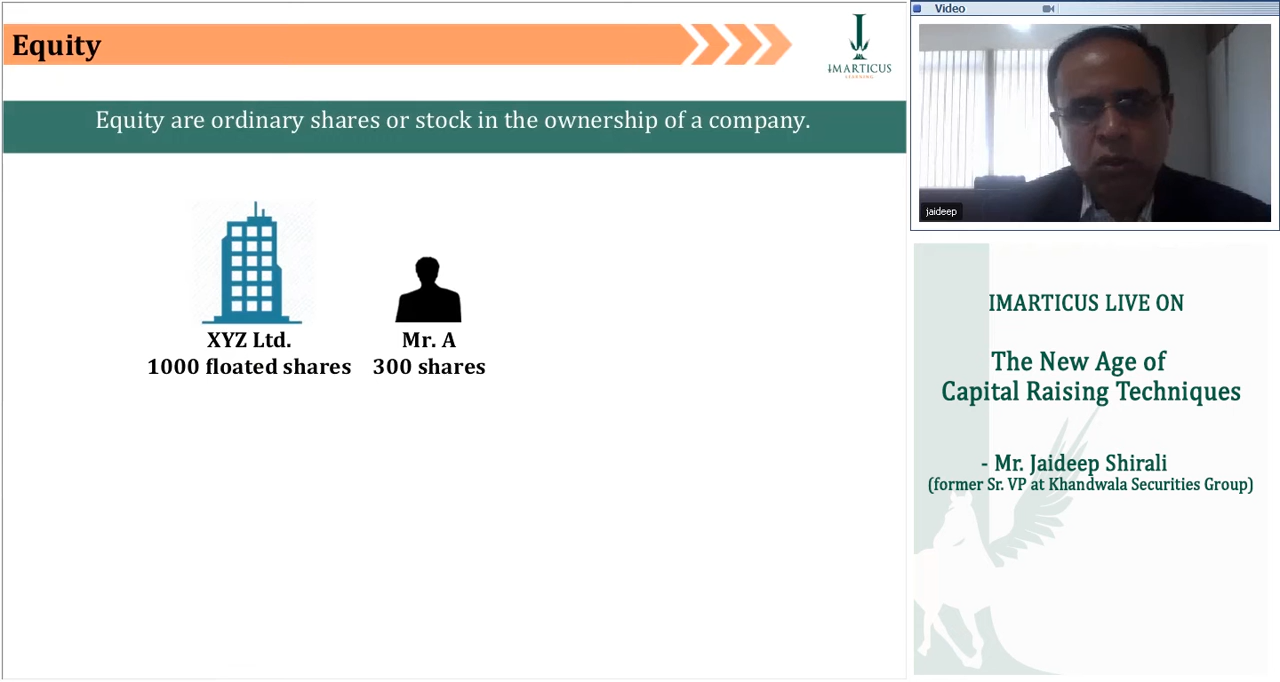 Equity
IMARTICUS
LEARNING
Equity are ordinary shares or stock in the ownership of a company.
XYZ Ltd.
1000 floated shares
Mr. A
300 shares
Video
jaideep
IMARTICUS LIVE ON
The New Age of
Capital Raising Techniques
- Mr. Jaideep Shirali
(former Sr. VP at Khandwala Securities Group)